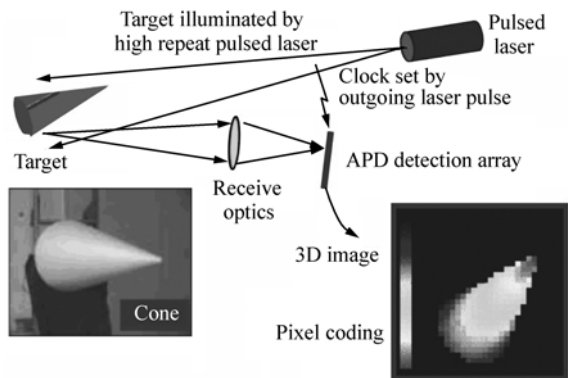 Target illuminated by
high repeat pulsed laser
Pulsed
laser
Clock set by
outgoing laser pulse
Target
Receive
optics
APD detection array
3D image
Cone
Pixel coding